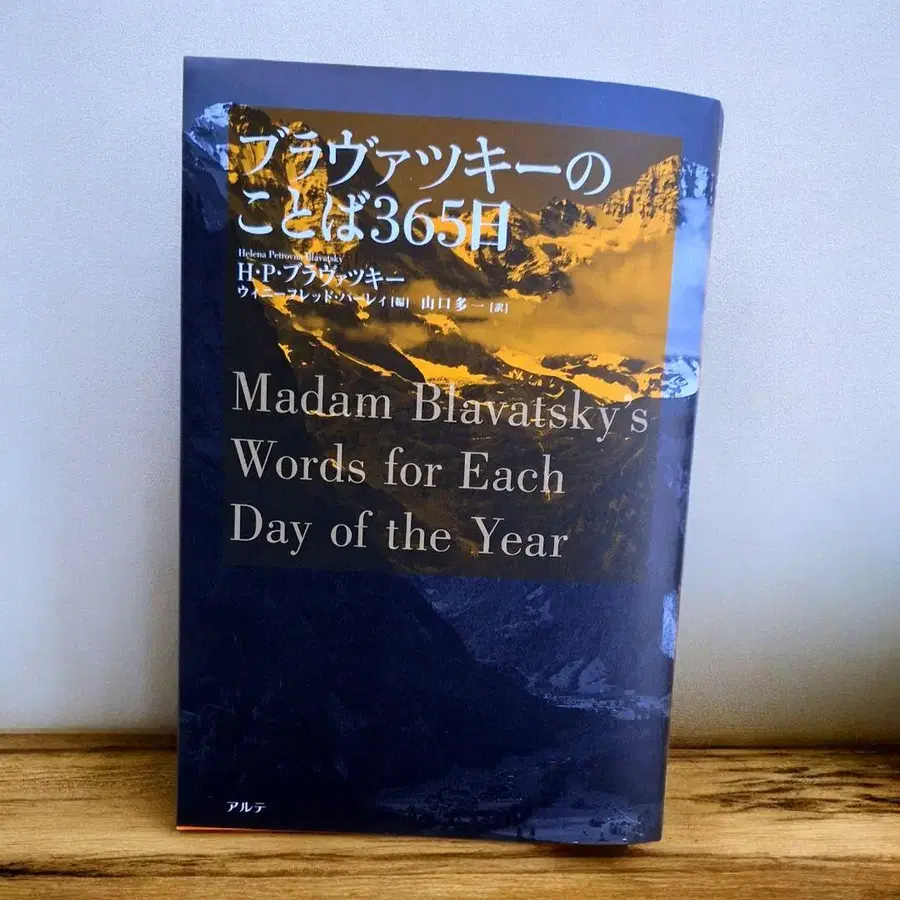 ブラヴァツキーの
ことば365日
Helena Petrovna Blavatsky
H・P・ブラヴァツキー
ウィニーフレッド・パーレィ[編] 山口多一[訳]
Madam Blavatsky's
Words for Each
Day of the Year
アルテ